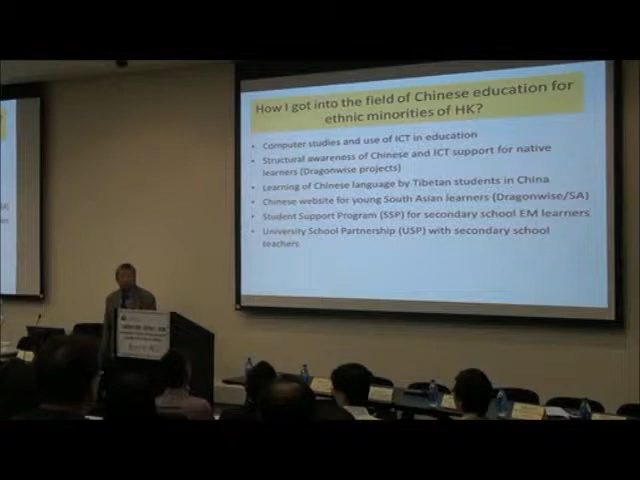 How I got into the field of Chinese education for
ethnic minorities of HK?
• Computer studies and use of ICT in education
• Structural awareness of Chinese and ICT support for native
learners (Dragonwise projects)
• Learning of Chinese language by Tibetan students in China
• Chinese website for young South Asian learners (Dragonwise/SA)
• Student Support Program (SSP) for secondary school EM learners
• University School Partnership (USP) with secondary school
teachers